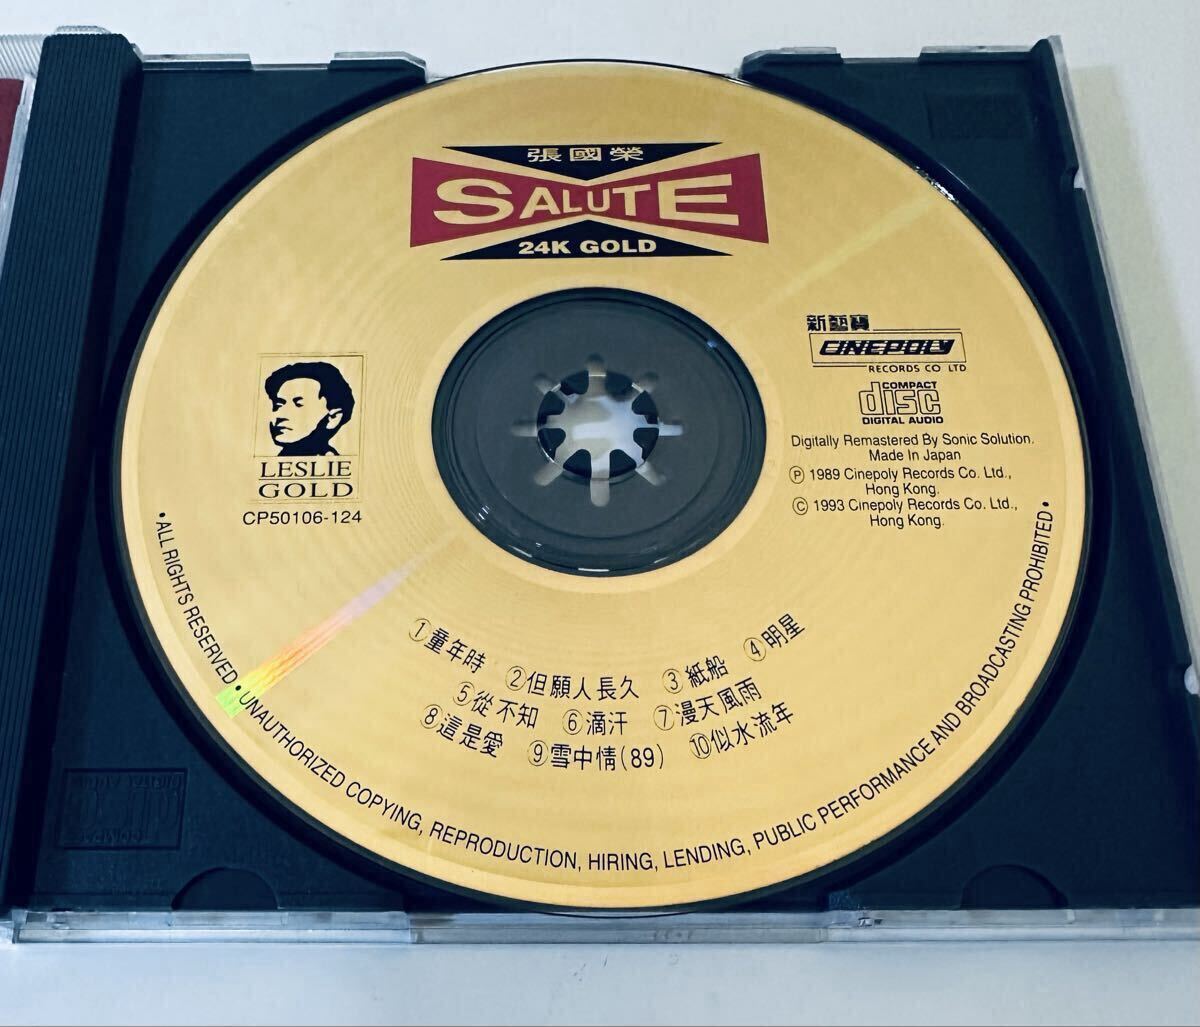 張國榮
SALUTE
24K GOLD
新藝寶
CINEPOLY
RECORDS CO LTD
COMPACT
disc
DIGITAL AUDIO
Digitally Remastered By Sonic Solution.
Made In Japan
Ⓟ 1989 Cinepoly Records Co. Ltd.,
Hong Kong.
© 1993 Cinepoly Records Co. Ltd.,
Hong Kong.
LESLIE
GOLD
CP50106-124
①童年時 ②但願人長久 ③紙船 ④明星
⑤從不知 ⑥滴汗 ⑦漫天風雨
⑧這是愛 ⑨雪中情(89) ⑩似水流年
• ALL RIGHTS RESERVED • UNAUTHORIZED COPYING, REPRODUCTION, HIRING, LENDING, PUBLIC PERFORMANCE AND BROADCASTING PROHIBITED •